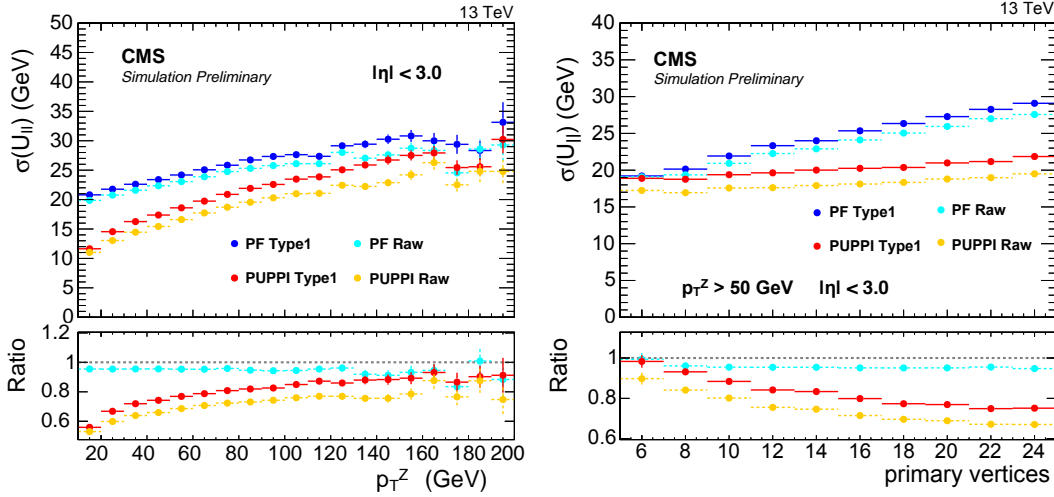 13 TeV
σ(U||) (GeV)
50
45
40
35
30
25
20
15
10
5
0
CMS
Simulation Preliminary
|η| < 3.0
PF Type1
PF Raw
PUPPI Type1
PUPPI Raw
Ratio
1.2
1
0.8
0.6
20 40 60 80 100 120 140 160 180 200
p_T^Z (GeV)
13 TeV
σ(U||) (GeV)
40
35
30
25
20
15
10
5
0
CMS
Simulation Preliminary
PF Type1
PF Raw
PUPPI Type1
PUPPI Raw
p_T^Z > 50 GeV |η| < 3.0
Ratio
1
0.8
0.6
6 8 10 12 14 16 18 20 22 24
primary vertices